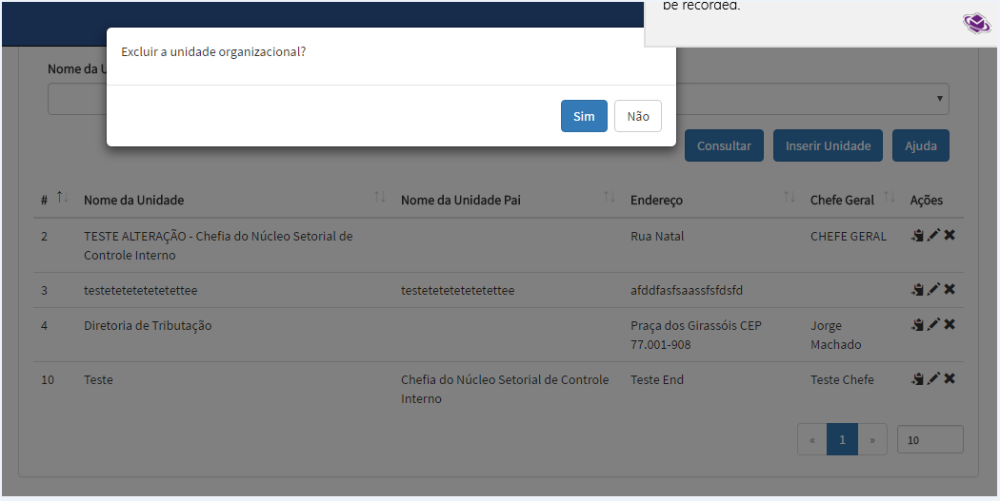 be recorded.
Excluir a unidade organizacional?
Nome da U
Sim Não
Consultar Inserir Unidade Ajuda
# Nome da Unidade Nome da Unidade Pai Endereço Chefe Geral Ações
2 TESTE ALTERAÇÃO - Chefia do Núcleo Setorial de Rua Natal CHEFE GERAL
Controle Interno
3 testetetetetetettee testetetetetetettee afddfasfsaassfsfdsfd
4 Diretoria de Tributação Praça dos Girassóis CEP Jorge
77.001-908 Machado
10 Teste Chefia do Núcleo Setorial de Controle Teste End Teste Chefe
Interno
« 1 » 10